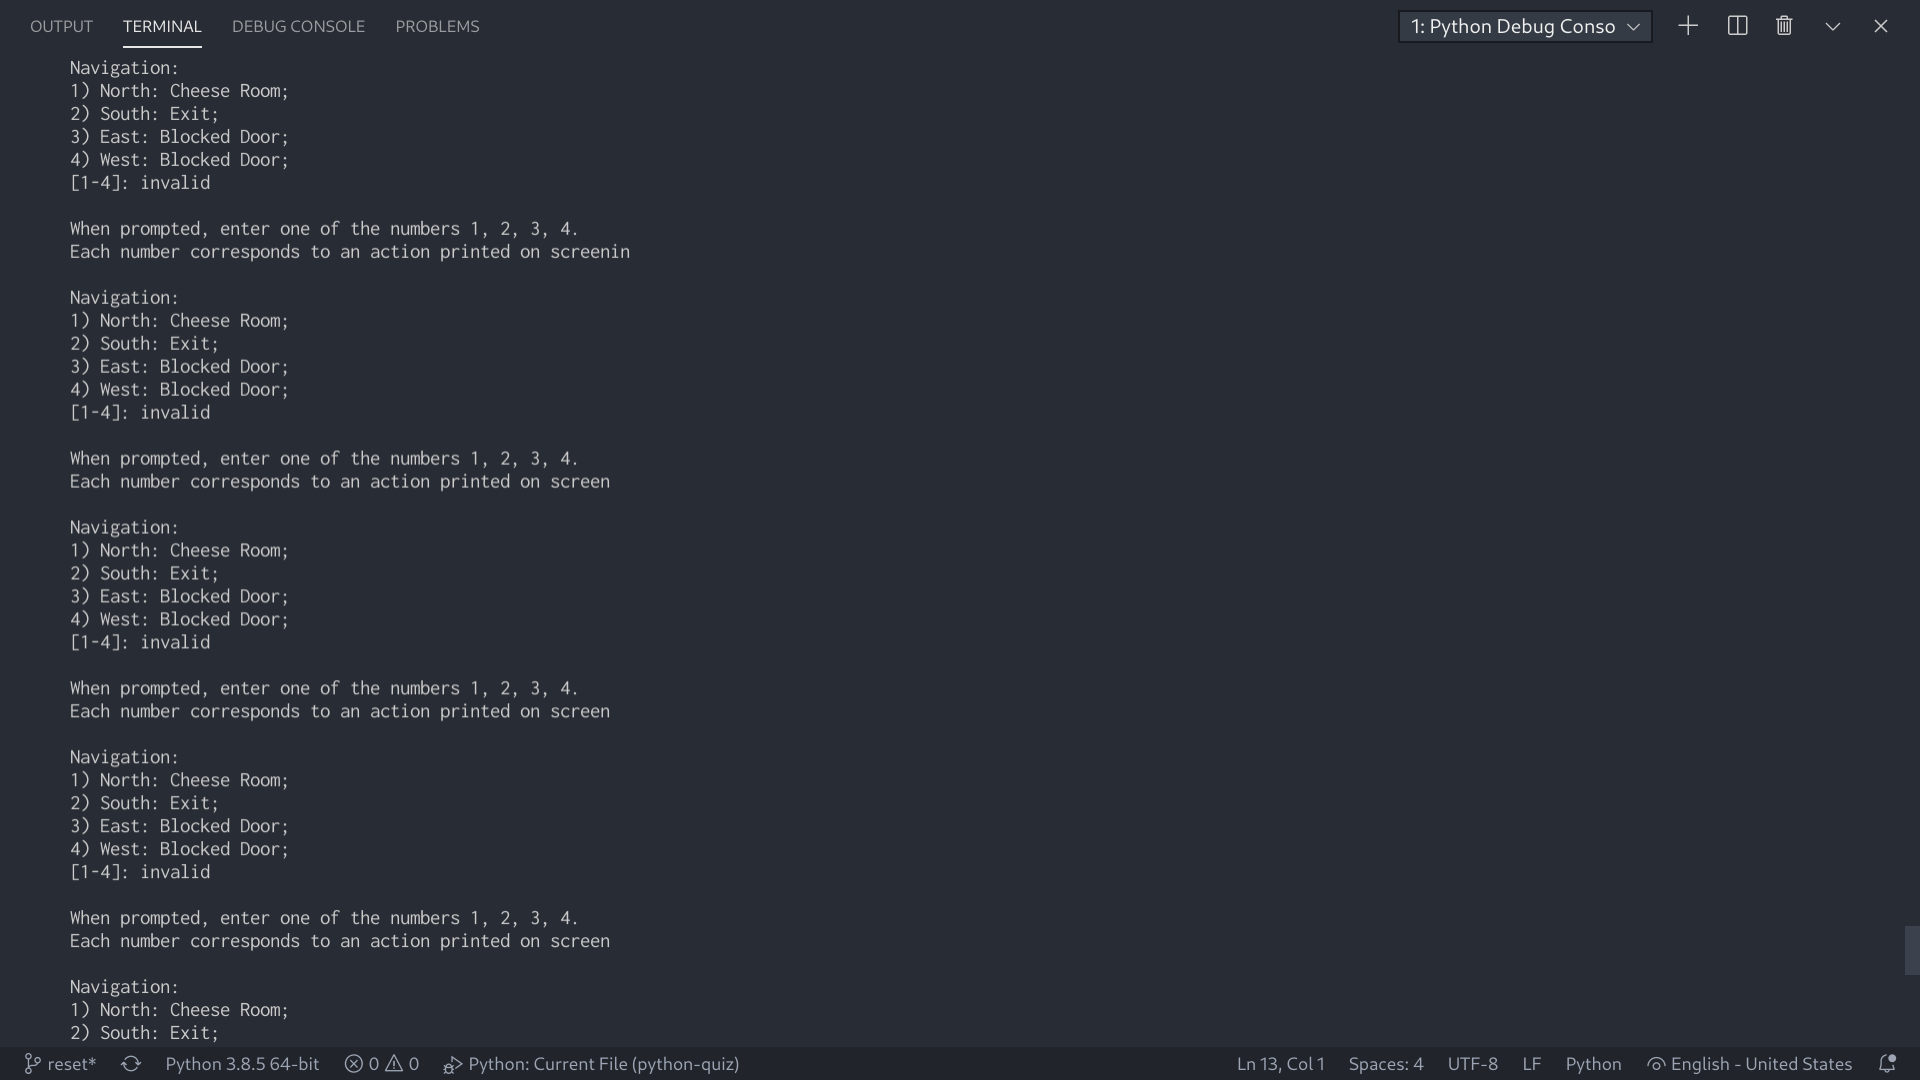 OUTPUT TERMINAL DEBUG CONSOLE PROBLEMS 1: Python Debug Conso
Navigation:
1) North: Cheese Room;
2) South: Exit;
3) East: Blocked Door;
4) West: Blocked Door;
[1-4]: invalid
When prompted, enter one of the numbers 1, 2, 3, 4.
Each number corresponds to an action printed on screenin
Navigation:
1) North: Cheese Room;
2) South: Exit;
3) East: Blocked Door;
4) West: Blocked Door;
[1-4]: invalid
When prompted, enter one of the numbers 1, 2, 3, 4.
Each number corresponds to an action printed on screen
Navigation:
1) North: Cheese Room;
2) South: Exit;
3) East: Blocked Door;
4) West: Blocked Door;
[1-4]: invalid
When prompted, enter one of the numbers 1, 2, 3, 4.
Each number corresponds to an action printed on screen
Navigation:
1) North: Cheese Room;
2) South: Exit;
3) East: Blocked Door;
4) West: Blocked Door;
[1-4]: invalid
When prompted, enter one of the numbers 1, 2, 3, 4.
Each number corresponds to an action printed on screen
Navigation:
1) North: Cheese Room;
2) South: Exit;
reset* Python 3.8.5 64-bit 0 0 Python: Current File (python-quiz) Ln 13, Col 1 Spaces: 4 UTF-8 LF Python English - United States